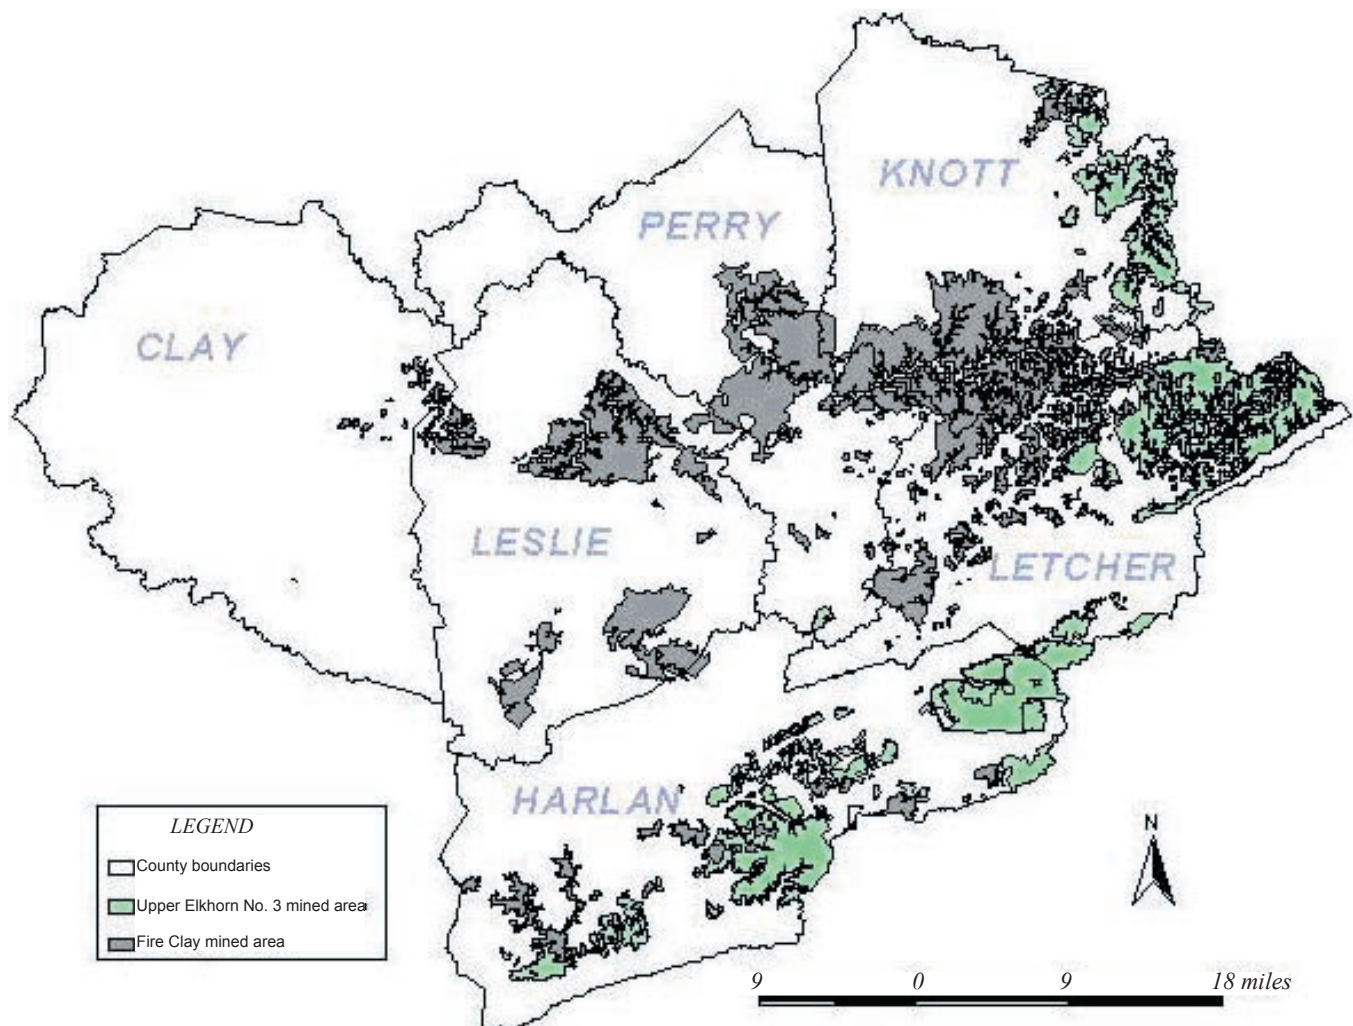 KNOTT
PERRY
CLAY
LESLIE
LETCHER
HARLAN
LEGEND
County boundaries
Upper Elkhorn No. 3 mined area
Fire Clay mined area
N
9 0 9 18 miles